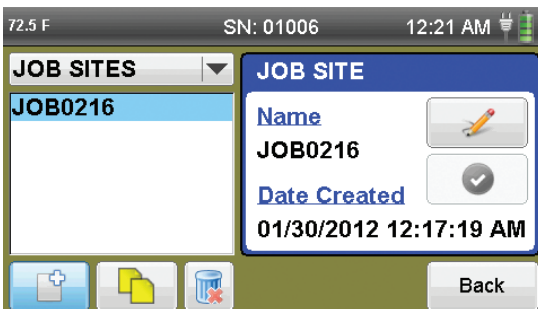 72.5 F SN: 01006 12:21 AM
JOB SITES
JOB0216
JOB SITE
Name
JOB0216
Date Created
01/30/2012 12:17:19 AM
Back